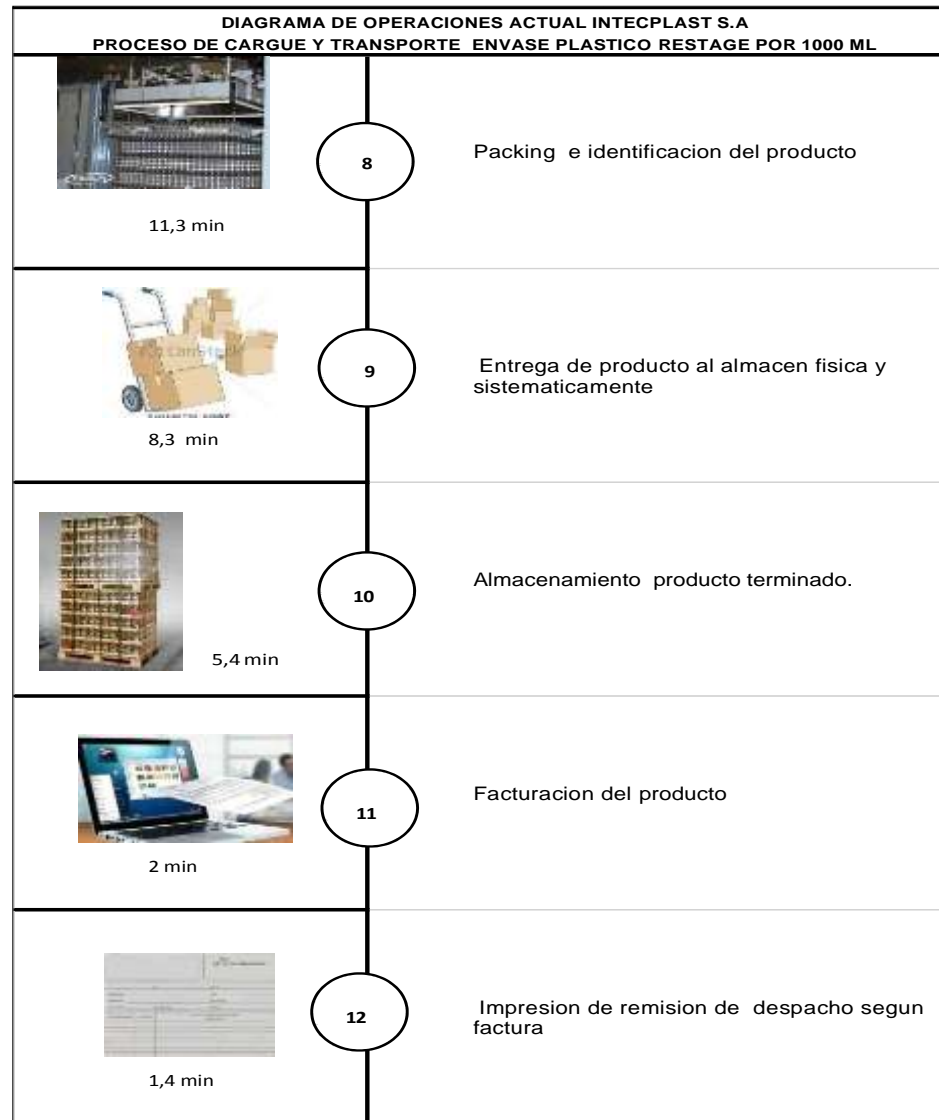 DIAGRAMA DE OPERACIONES ACTUAL INTECPLAST S.A
PROCESO DE CARGUE Y TRANSPORTE ENVASE PLASTICO RESTAGE POR 1000 ML
8
Packing e identificacion del producto
11,3 min
9
Entrega de producto al almacen fisica y
sistematicamente
8,3 min
10
Almacenamiento producto terminado.
5,4 min
11
Facturacion del producto
2 min
12
Impresion de remision de despacho segun
factura
1,4 min